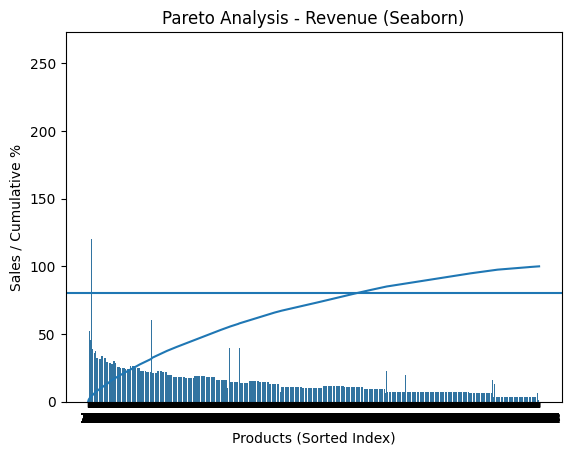 Pareto Analysis - Revenue (Seaborn)
Sales / Cumulative %
250
200
150
100
50
0
Products (Sorted Index)